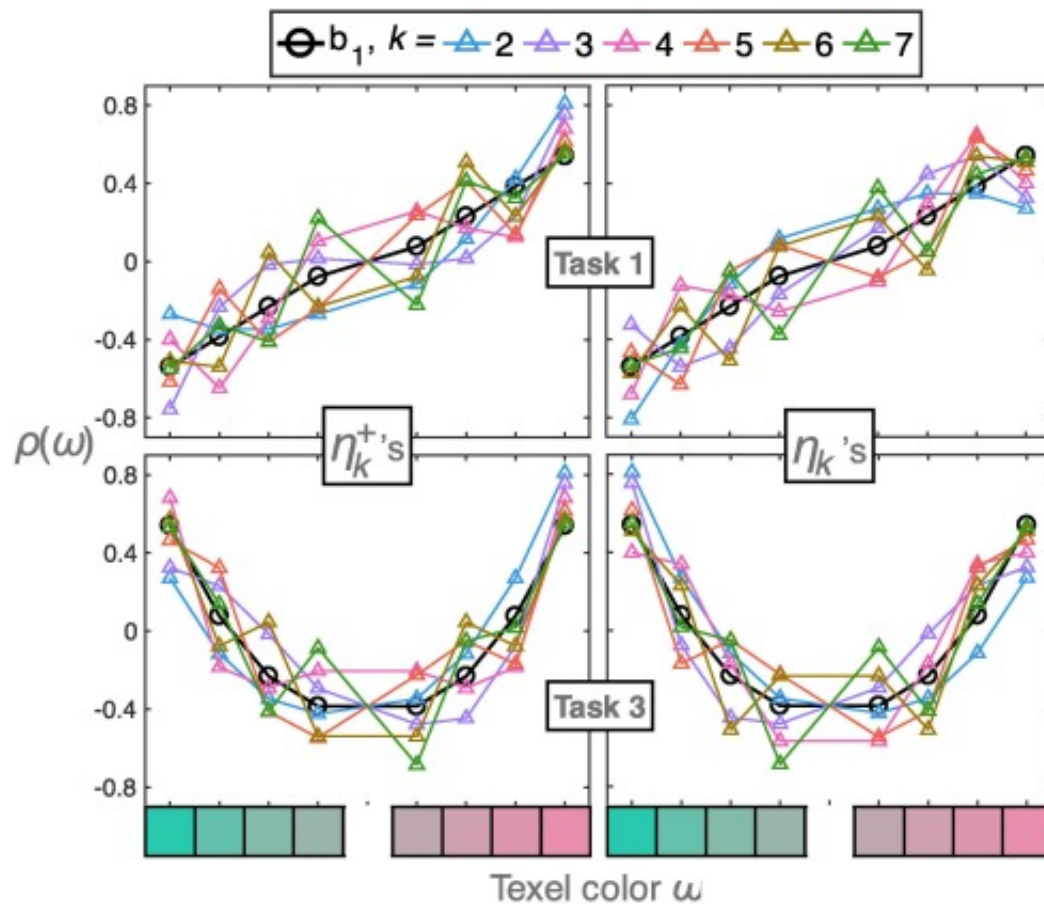 b₁, k = 2 3 4 5 6 7
0.8
0.4
0
-0.4
-0.8
Task 1
ρ(ω)
η⁺ₖ's
ηₖ's
0.8
0.4
0
-0.4
-0.8
Task 3
Texel color ω